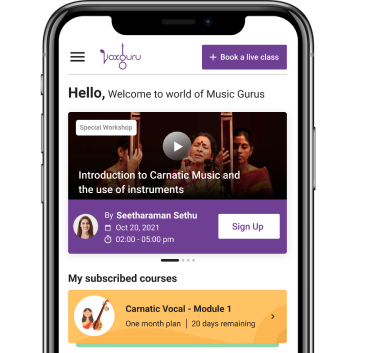 Voxguru
+ Book a live class
Hello, Welcome to world of Music Gurus
Special Workshop
Introduction to Carnatic Music and
the use of instruments
By Seetharaman Sethu
Oct 20, 2021
02:00 - 05:00 pm
Sign Up
My subscribed courses
Carnatic Vocal - Module 1
One month plan | 20 days remaining